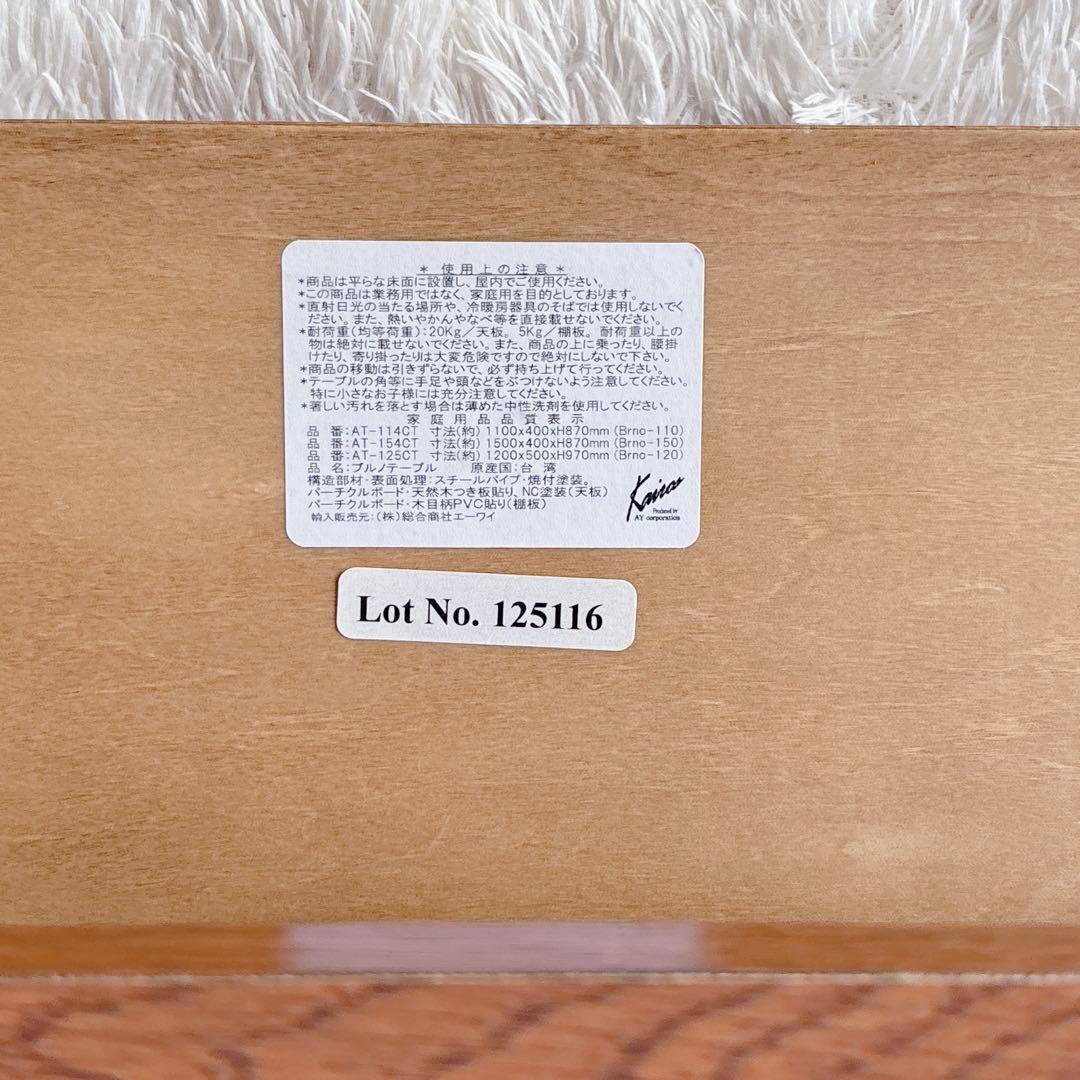 * 使用上の注意 *
*商品は平らな床面に設置し、屋内でご使用ください。
*この商品は業務用ではなく、家庭用を目的としております。
*直射日光の当たる場所や、冷暖房器具のそばでは使用しないでく
ださい。また、熱いやかんやなべ等を直接載せないでください。
*耐荷重(均等荷重):20Kg/天板。5Kg/棚板。耐荷重以上の
物は絶対に載せないでください。また、商品の上に乗ったり、腰掛
けたり、寄り掛ったりは大変危険ですので絶対にしないで下さい。
*商品の移動は引きずらないで、必ず持ち上げて行ってください。
*テーブルの角等に手足や頭などをぶつけないよう注意してください。
特に小さなお子様には充分注意してください。
*著しい汚れを落とす場合は薄めた中性洗剤を使用してください。
家庭用品品質表示
品 番:AT-114CT 寸法(約) 1100x400xH870mm (Brno-110)
品 番:AT-154CT 寸法(約) 1500x400xH870mm (Brno-150)
品 番:AT-125CT 寸法(約) 1200x500xH970mm (Brno-120)
品 名:ブルノテーブル 原産国:台 湾
構造部材・表面処理:スチールパイプ・焼付塗装。
パーチクルボード・天然木つき板貼り、NC塗装(天板)
パーチクルボード・木目柄PVC貼り(棚板)
輸入販売元:(株)総合商社エーワイ
Kairos
Produced by
AY corporation
Lot No. 125116